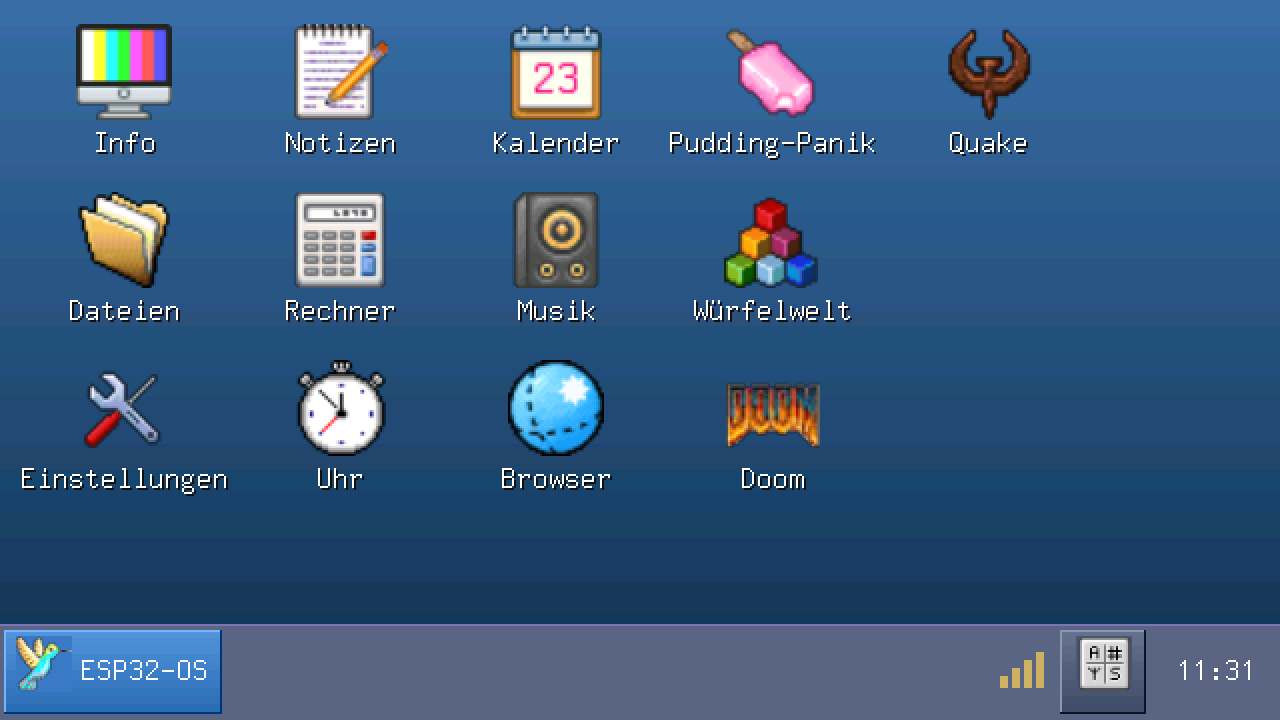 23
Info
Notizen
Kalender
Pudding-Panik
Quake
Dateien
Rechner
Musik
Würfelwelt
DOOM
Einstellungen
Uhr
Browser
Doom
ESP32-OS
A #
Y S
11:31